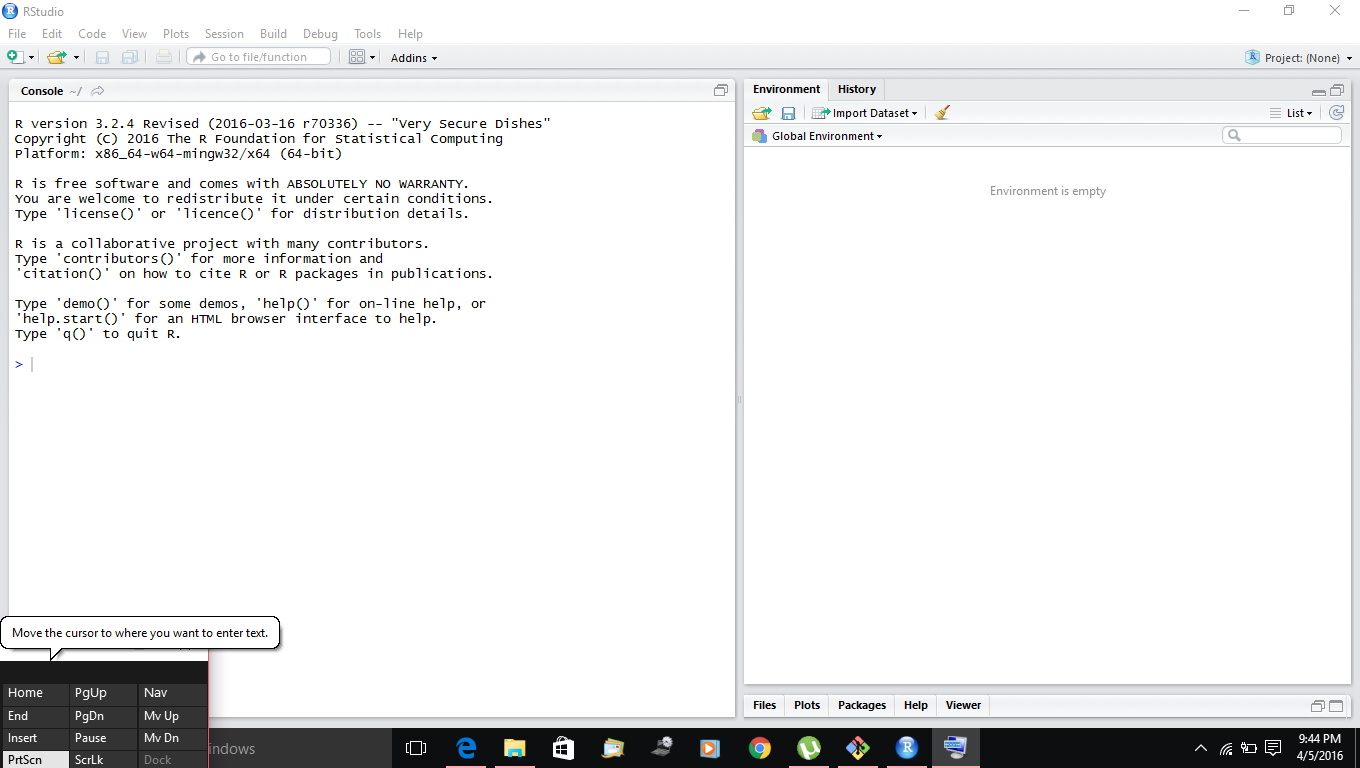 RStudio
File Edit Code View Plots Session Build Debug Tools Help
Go to file/function Addins Project: (None)
Console ~/
R version 3.2.4 Revised (2016-03-16 r70336) -- "Very Secure Dishes"
Copyright (C) 2016 The R Foundation for Statistical Computing
Platform: x86_64-w64-mingw32/x64 (64-bit)
R is free software and comes with ABSOLUTELY NO WARRANTY.
You are welcome to redistribute it under certain conditions.
Type 'license()' or 'licence()' for distribution details.
R is a collaborative project with many contributors.
Type 'contributors()' for more information and
'citation()' on how to cite R or R packages in publications.
Type 'demo()' for some demos, 'help()' for on-line help, or
'help.start()' for an HTML browser interface to help.
Type 'q()' to quit R.
>
Environment History
Import Dataset List
Global Environment
Environment is empty
Files Plots Packages Help Viewer
Move the cursor to where you want to enter text.
Home PgUp Nav
End PgDn Mv Up
Insert Pause Mv Dn
PrtScn ScrLk Dock
indows
9:44 PM
4/5/2016